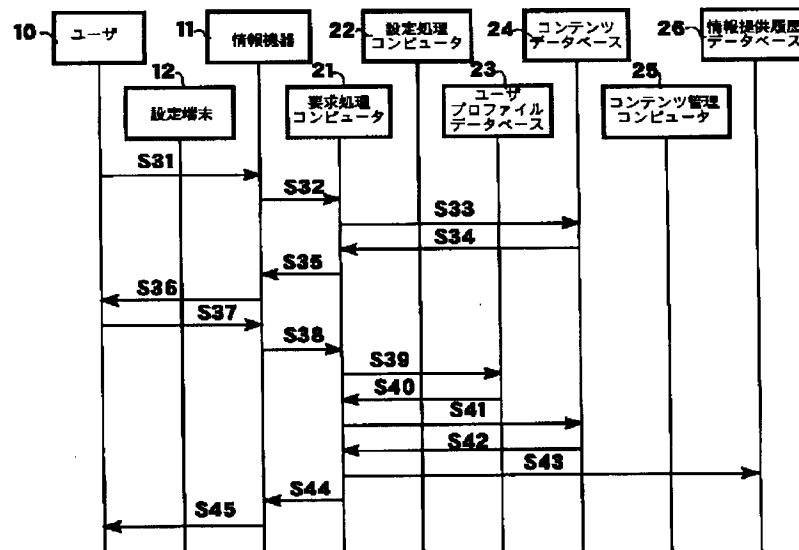 10
ユーザ
11
情報機器
22
設定処理
コンピュータ
24
コンテンツ
データベース
26
情報提供履歴
データベース
12
設定端末
21
要求処理
コンピュータ
23
ユーザ
プロファイル
データベース
25
コンテンツ管理
コンピュータ
S31
S32
S33
S34
S35
S36
S37
S38
S39
S40
S41
S42
S43
S44
S45